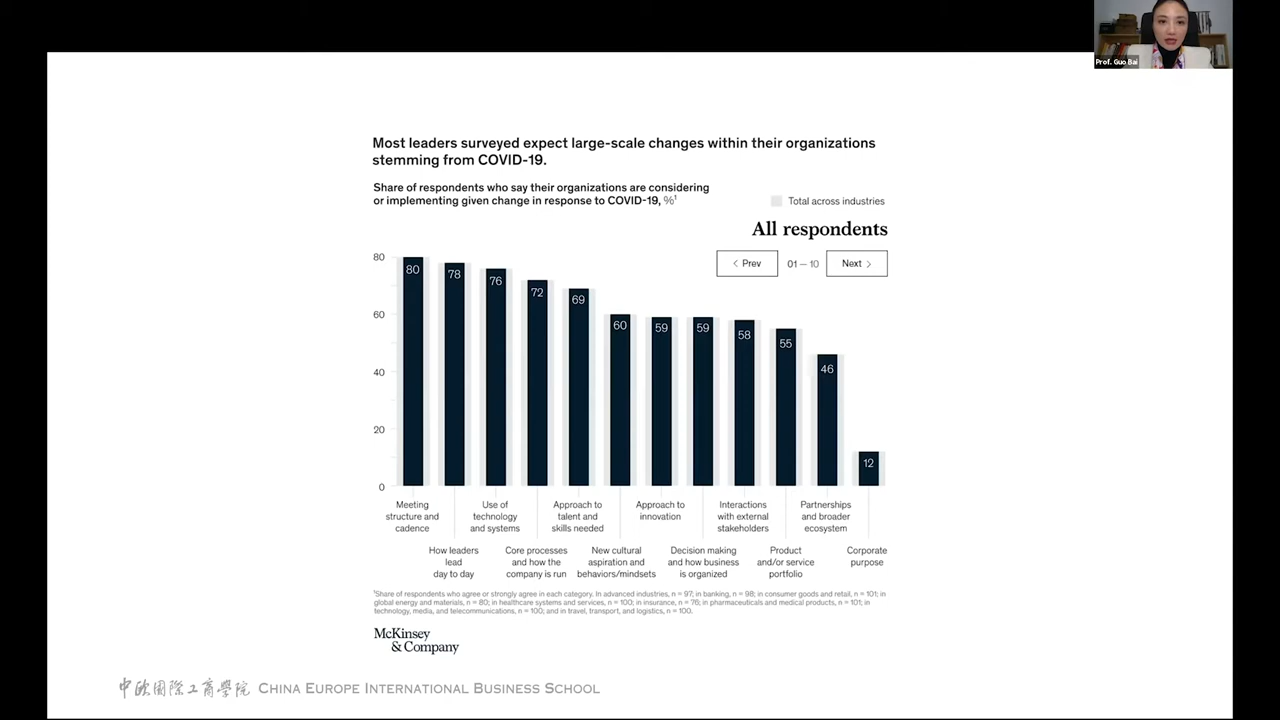 Prof. Guo Bai
Most leaders surveyed expect large-scale changes within their organizations
stemming from COVID-19.
Share of respondents who say their organizations are considering
or implementing given change in response to COVID-19, %¹
Total across industries
All respondents
< Prev
01 — 10
Next >
80
60
40
20
0
80
78
76
72
69
60
59
59
58
55
46
12
Meeting
structure and
cadence
How leaders
lead
day to day
Use of
technology
and systems
Core processes
and how the
company is run
Approach to
talent and
skills needed
New cultural
aspiration and
behaviors/mindsets
Approach to
innovation
Decision making
and how business
is organized
Interactions
with external
stakeholders
Product
and/or service
portfolio
Partnerships
and broader
ecosystem
Corporate
purpose
¹Share of respondents who agree or strongly agree in each category. In advanced industries, n = 97; in banking, n = 98; in consumer goods and retail, n = 101; in
global energy and materials, n = 80; in healthcare systems and services, n = 100; in insurance, n = 76; in pharmaceuticals and medical products, n = 101; in
technology, media, and telecommunications, n = 100; and in travel, transport, and logistics, n = 100.
McKinsey
& Company
中欧國際工商學院 CHINA EUROPE INTERNATIONAL BUSINESS SCHOOL